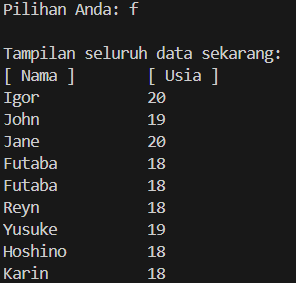 Pilihan Anda: f
Tampilan seluruh data sekarang:
[ Nama ] [ Usia ]
Igor 20
John 19
Jane 20
Futaba 18
Futaba 18
Reyn 18
Yusuke 19
Hoshino 18
Karin 18